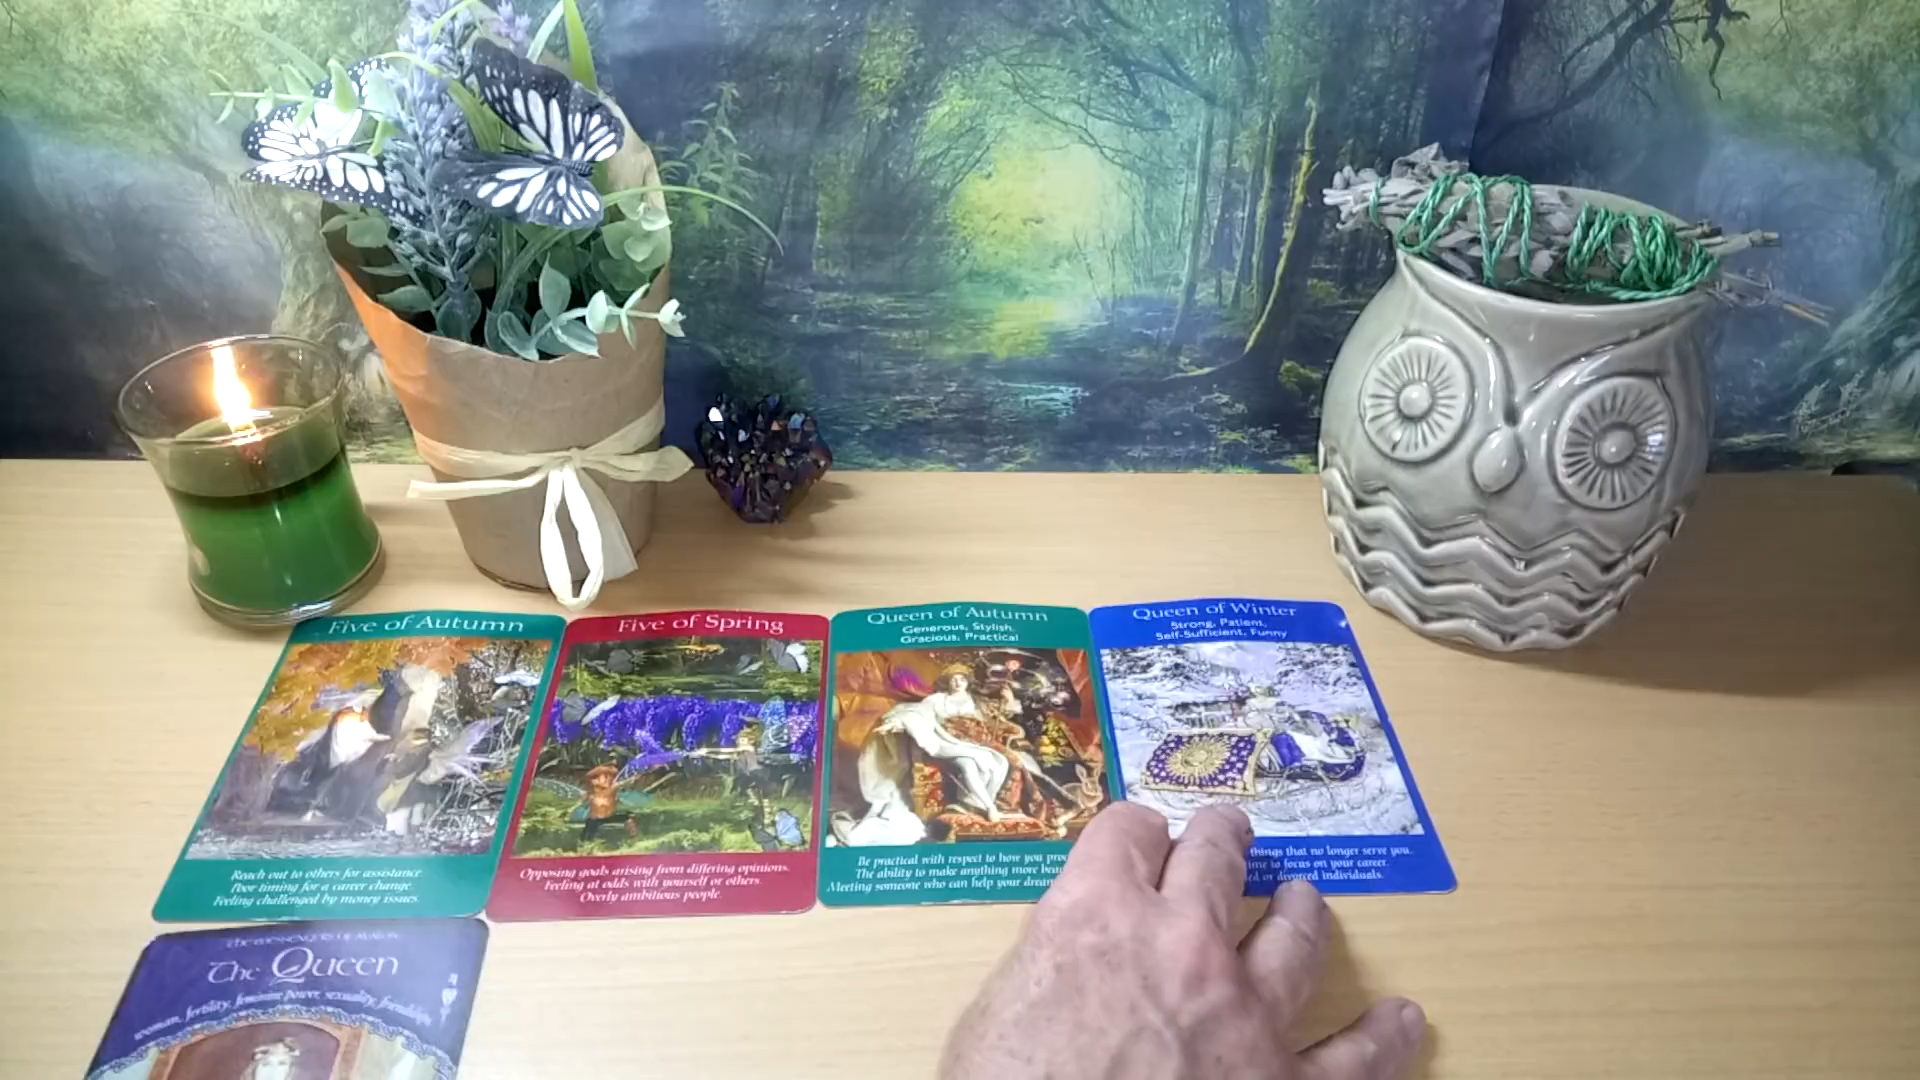 Five of Autumn
Reach out to others for assistance
Poor timing for a career change.
Feeling challenged by money issues.
Five of Spring
Opposing goals arising from differing opinions.
Feeling at odds with yourself or others.
Overly ambitious people.
Queen of Autumn
Generous, Stylish,
Gracious, Practical
Be practical with respect to how you
The ability to make anything more
Meeting someone who can help your
Queen of Winter
Strong, Patient,
Self-Sufficient, Funny
things that no longer serve you.
to focus on your career.
or divorced individuals.
The Queen
woman, fertility, feminine power, sexuality, friendship